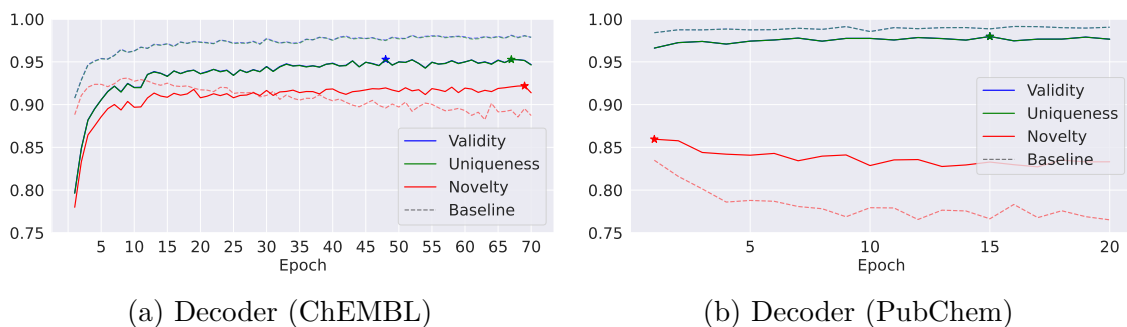 1.00
0.95
0.90
0.85
0.80
0.75
5 10 15 20 25 30 35 40 45 50 55 60 65 70
Epoch
Validity
Uniqueness
Novelty
Baseline
(a) Decoder (ChEMBL)
1.00
0.95
0.90
0.85
0.80
0.75
5 10 15 20
Epoch
Validity
Uniqueness
Novelty
Baseline
(b) Decoder (PubChem)